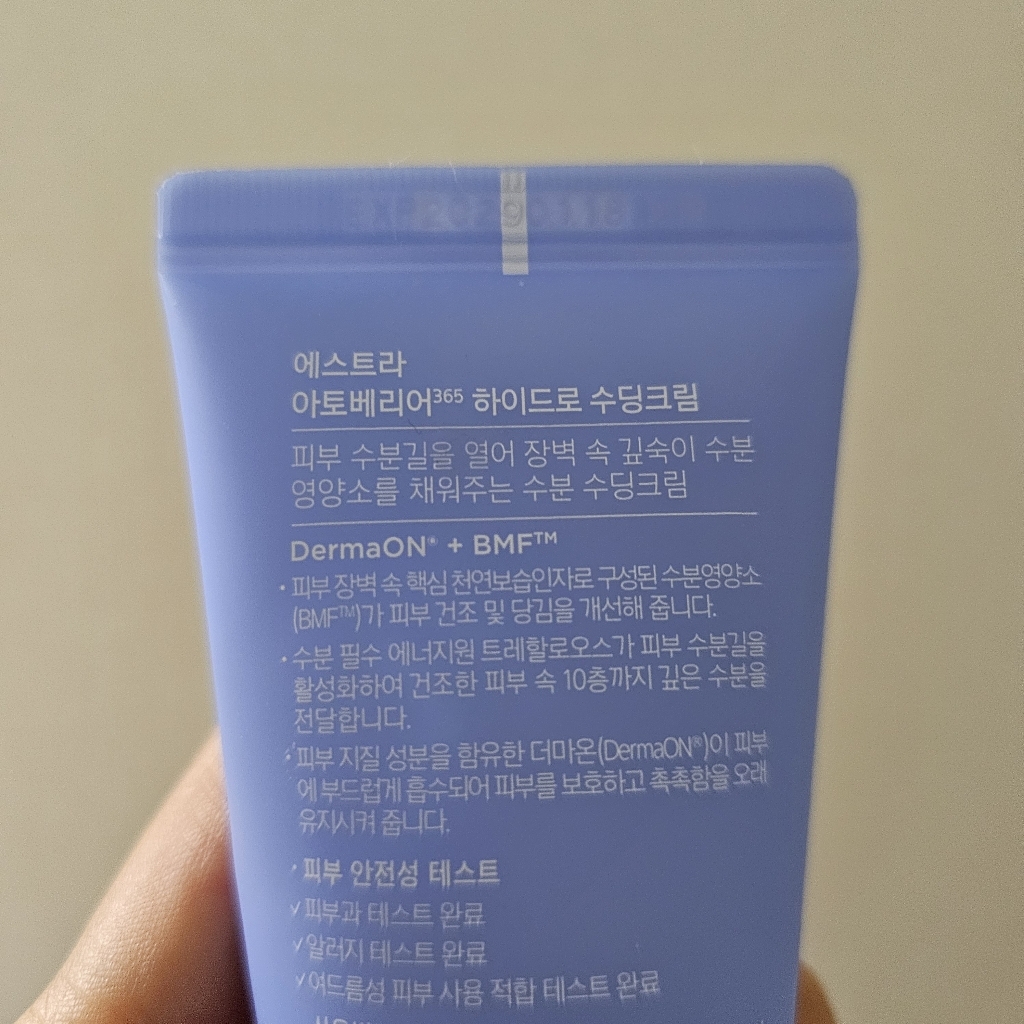 에스트라
아토베리어³⁶⁵ 하이드로 수딩크림
피부 수분길을 열어 장벽 속 깊숙이 수분
영양소를 채워주는 수분 수딩크림
DermaON® + BMF™
· 피부 장벽 속 핵심 천연보습인자로 구성된 수분영양소
(BMF™)가 피부 건조 및 당김을 개선해 줍니다.
· 수분 필수 에너지원 트레할로오스가 피부 수분길을
활성화하여 건조한 피부 속 10층까지 깊은 수분을
전달합니다.
· 피부 지질 성분을 함유한 더마온(DermaON®)이 피부
에 부드럽게 흡수되어 피부를 보호하고 촉촉함을 오래
유지시켜 줍니다.
· 피부 안전성 테스트
✓피부과 테스트 완료
✓알러지 테스트 완료
✓여드름성 피부 사용 적합 테스트 완료